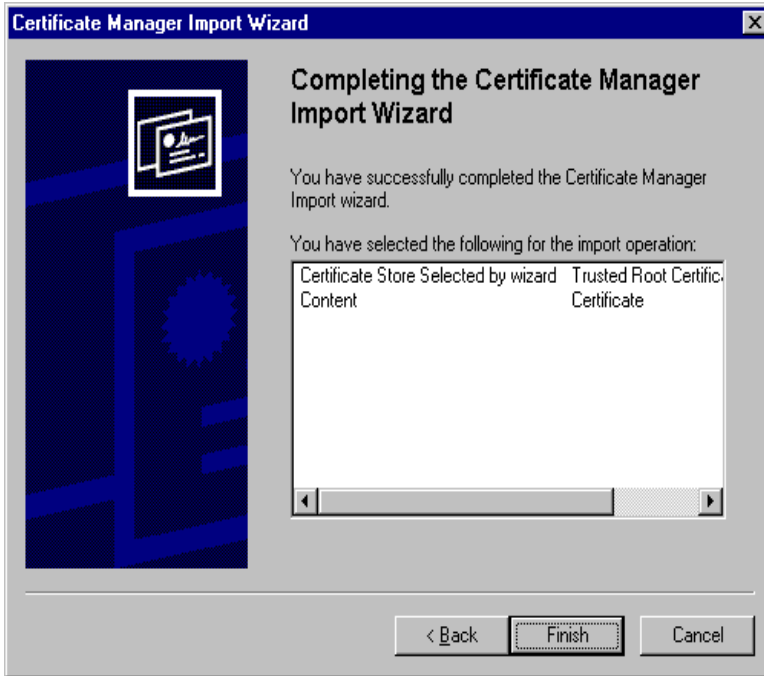 Certificate Manager Import Wizard
Completing the Certificate Manager
Import Wizard
You have successfully completed the Certificate Manager
Import wizard.
You have selected the following for the import operation:
Certificate Store Selected by wizard Trusted Root Certific
Content Certificate
< Back Finish Cancel